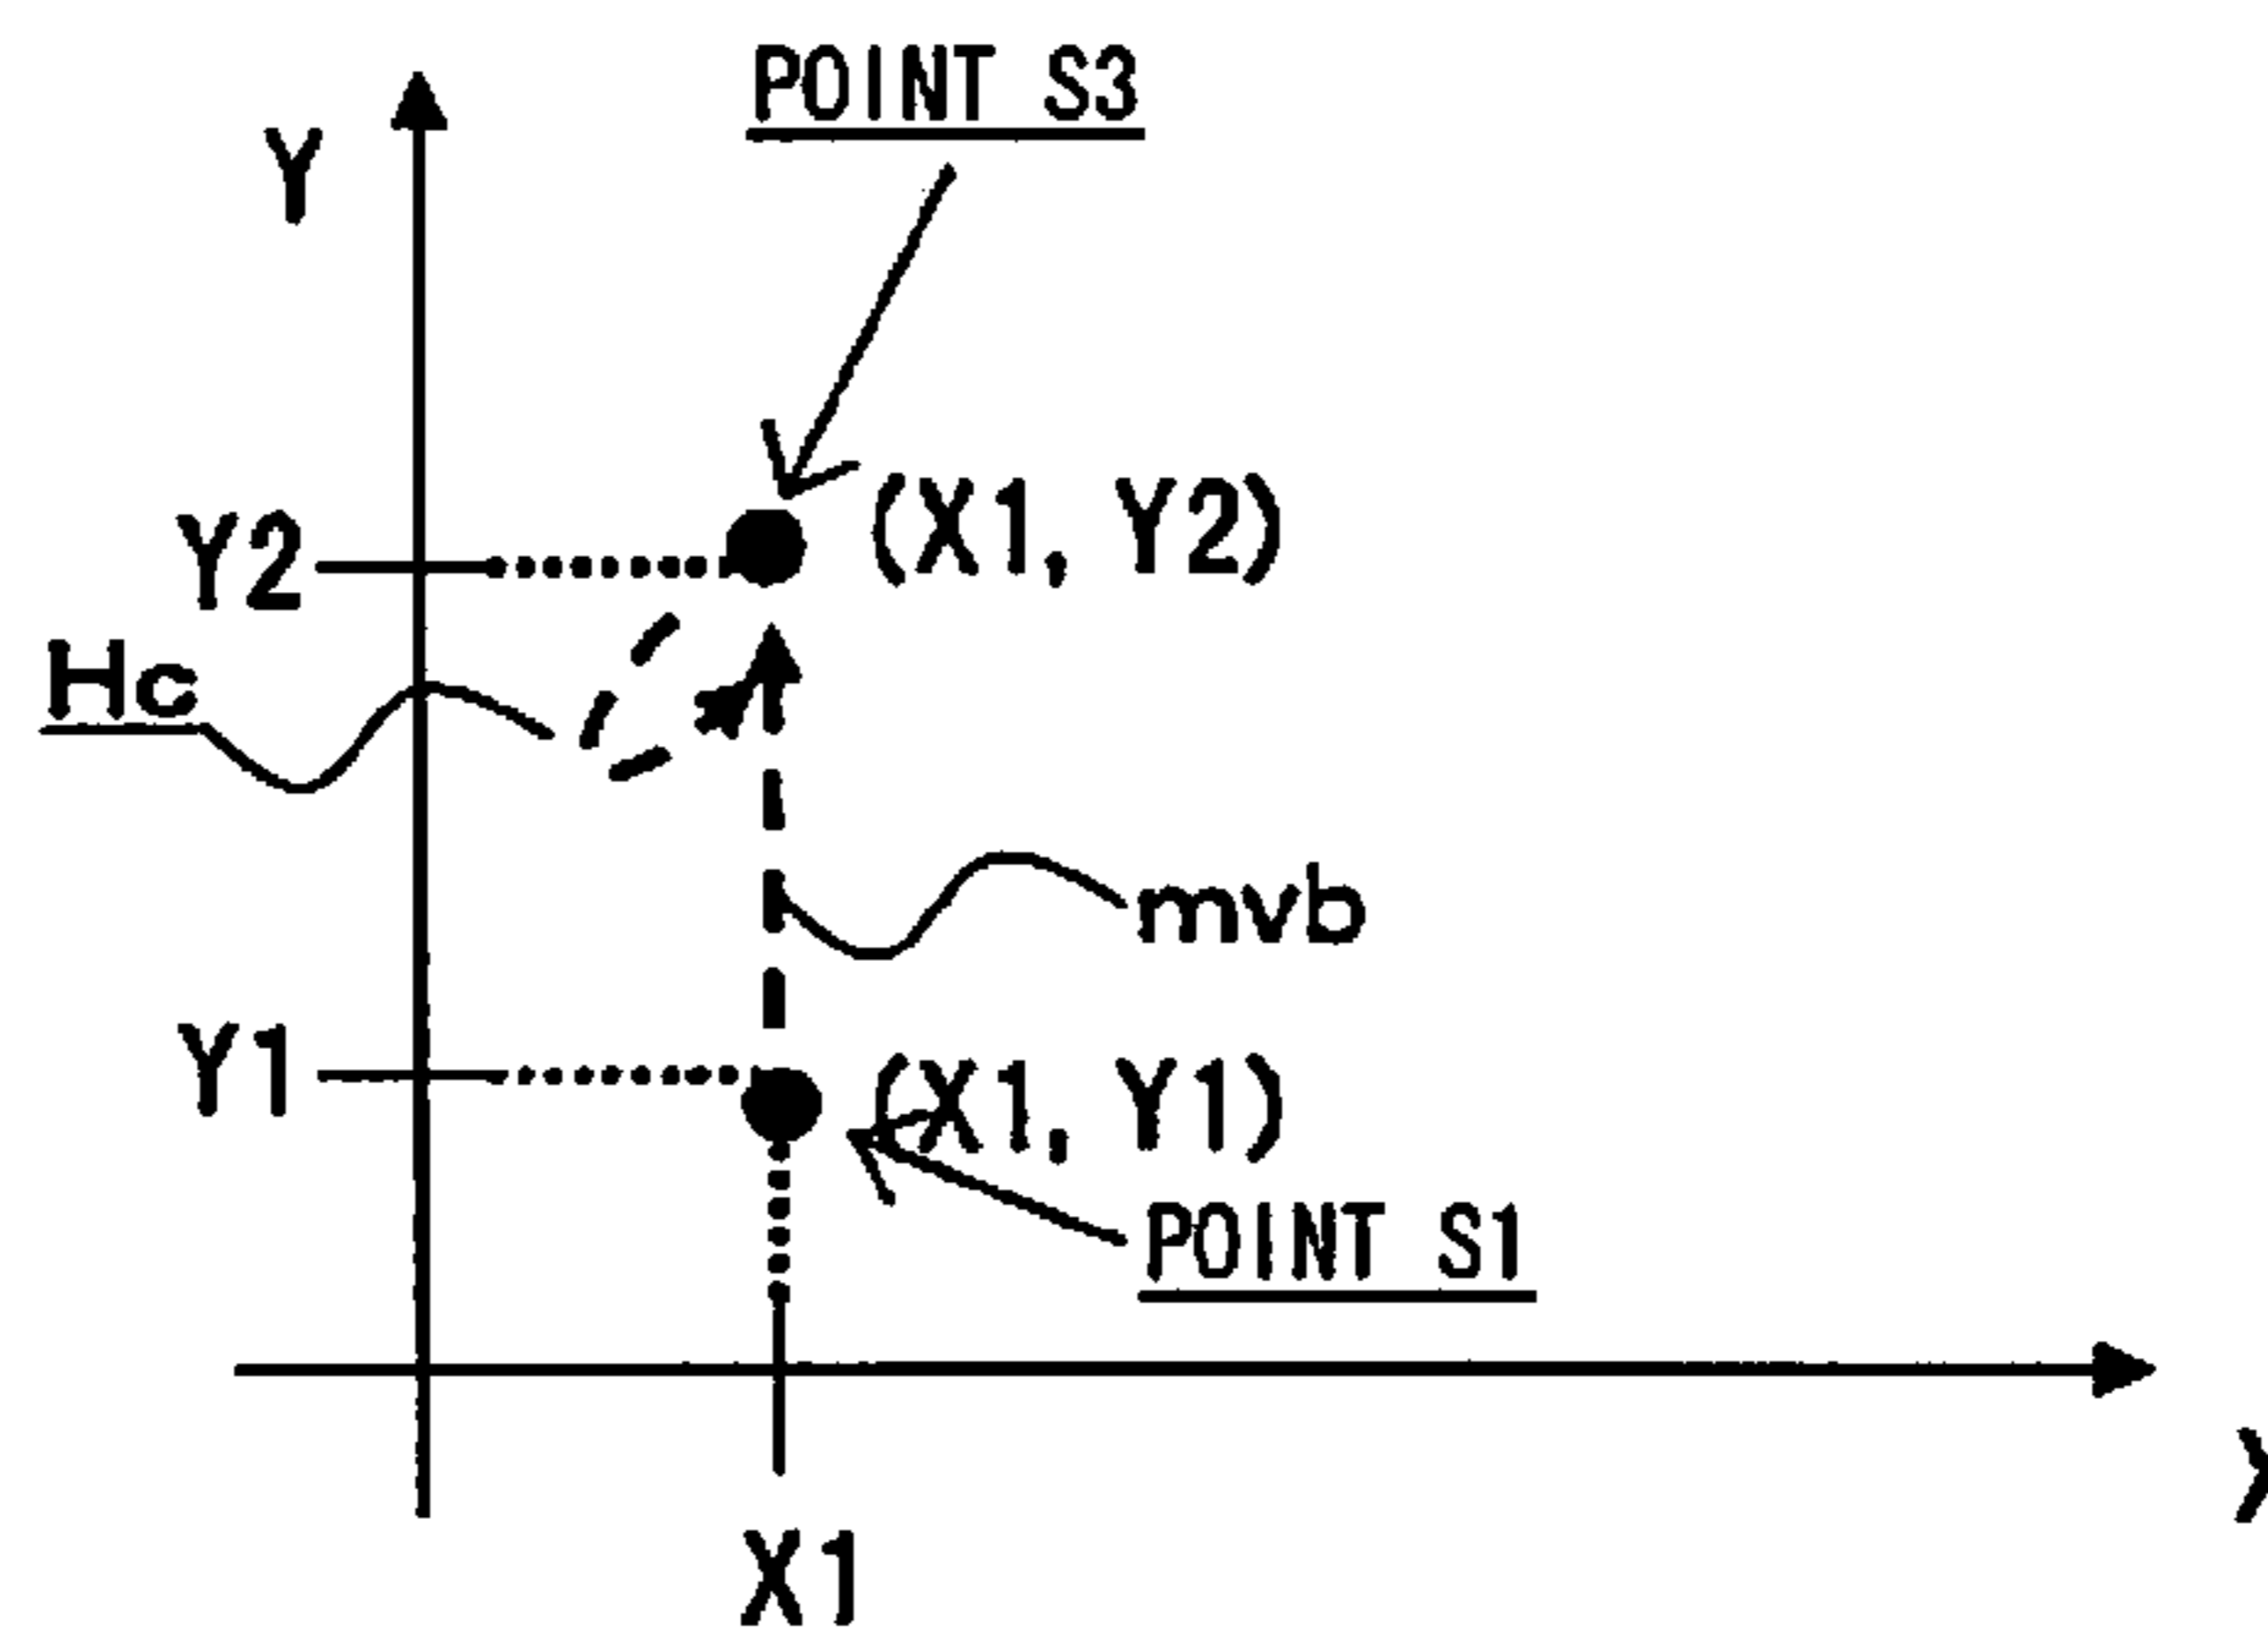 POINT S3
Y
(X1, Y2)
Y2
Hc
mvb
Y1
(X1, Y1)
POINT S1
X1